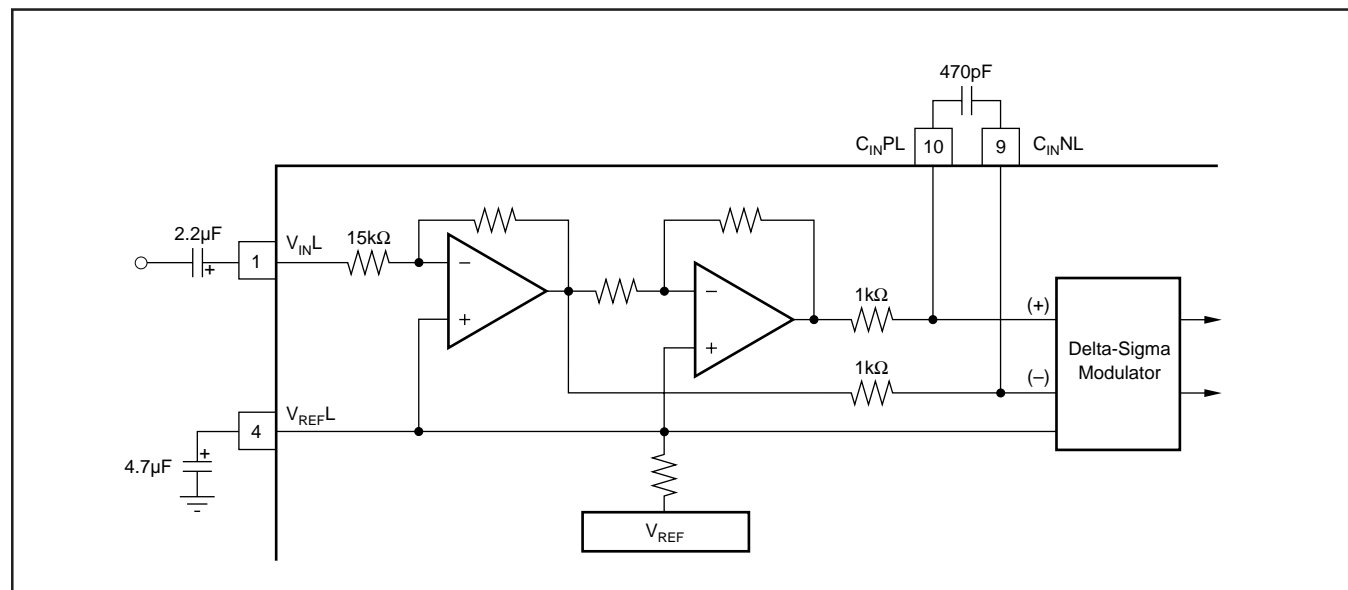 470pF
C_INPL
10
9
C_INNL
2.2µF
+
1
V_INL
15kΩ
−
+
−
+
1kΩ
(+)
1kΩ
(–)
Delta-Sigma
Modulator
V_REFL
4
+
4.7µF
V_REF